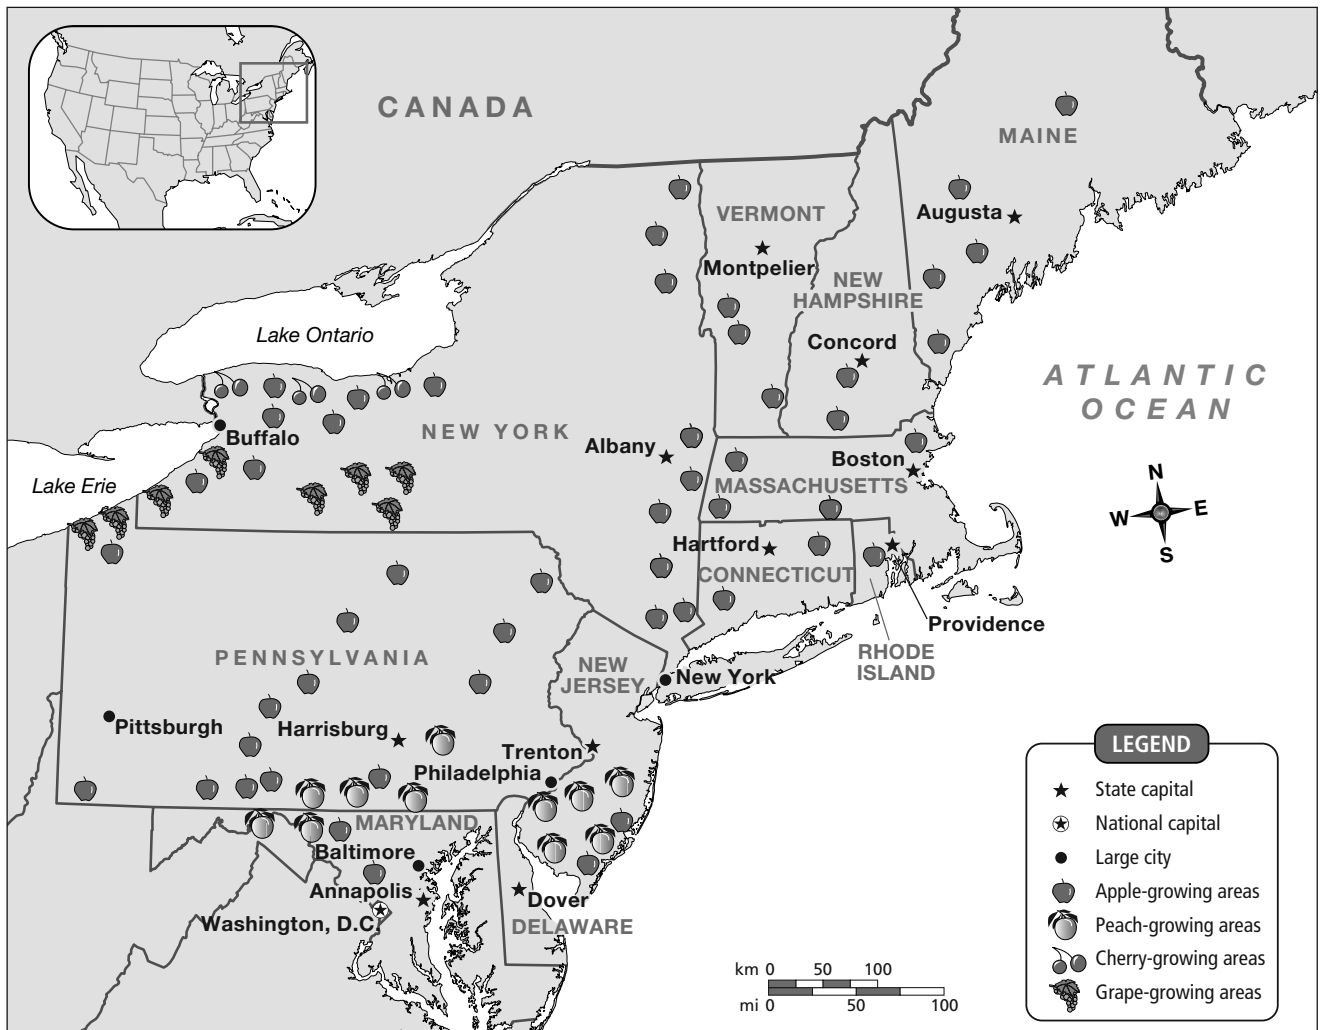 CANADA
MAINE
VERMONT
Augusta
Montpelier
NEW
HAMPSHIRE
Lake Ontario
Concord
ATLANTIC
OCEAN
NEW YORK
Buffalo
Albany
Boston
Lake Erie
MASSACHUSETTS
N
W
E
S
Hartford
CONNECTICUT
Providence
RHODE
ISLAND
PENNSYLVANIA
NEW
JERSEY
New York
Pittsburgh
Harrisburg
Trenton
Philadelphia
MARYLAND
Baltimore
Annapolis
Washington, D.C.
Dover
DELAWARE
LEGEND
State capital
National capital
Large city
Apple-growing areas
Peach-growing areas
Cherry-growing areas
Grape-growing areas
km 0 50 100
mi 0 50 100